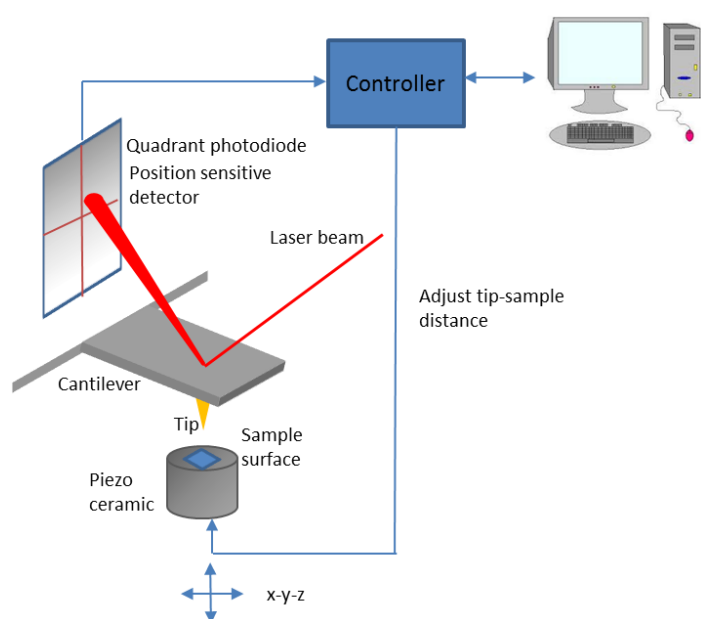 Controller
Quadrant photodiode
Position sensitive
detector
Laser beam
Adjust tip-sample
distance
Cantilever
Tip
Sample
surface
Piezo
ceramic
x-y-z